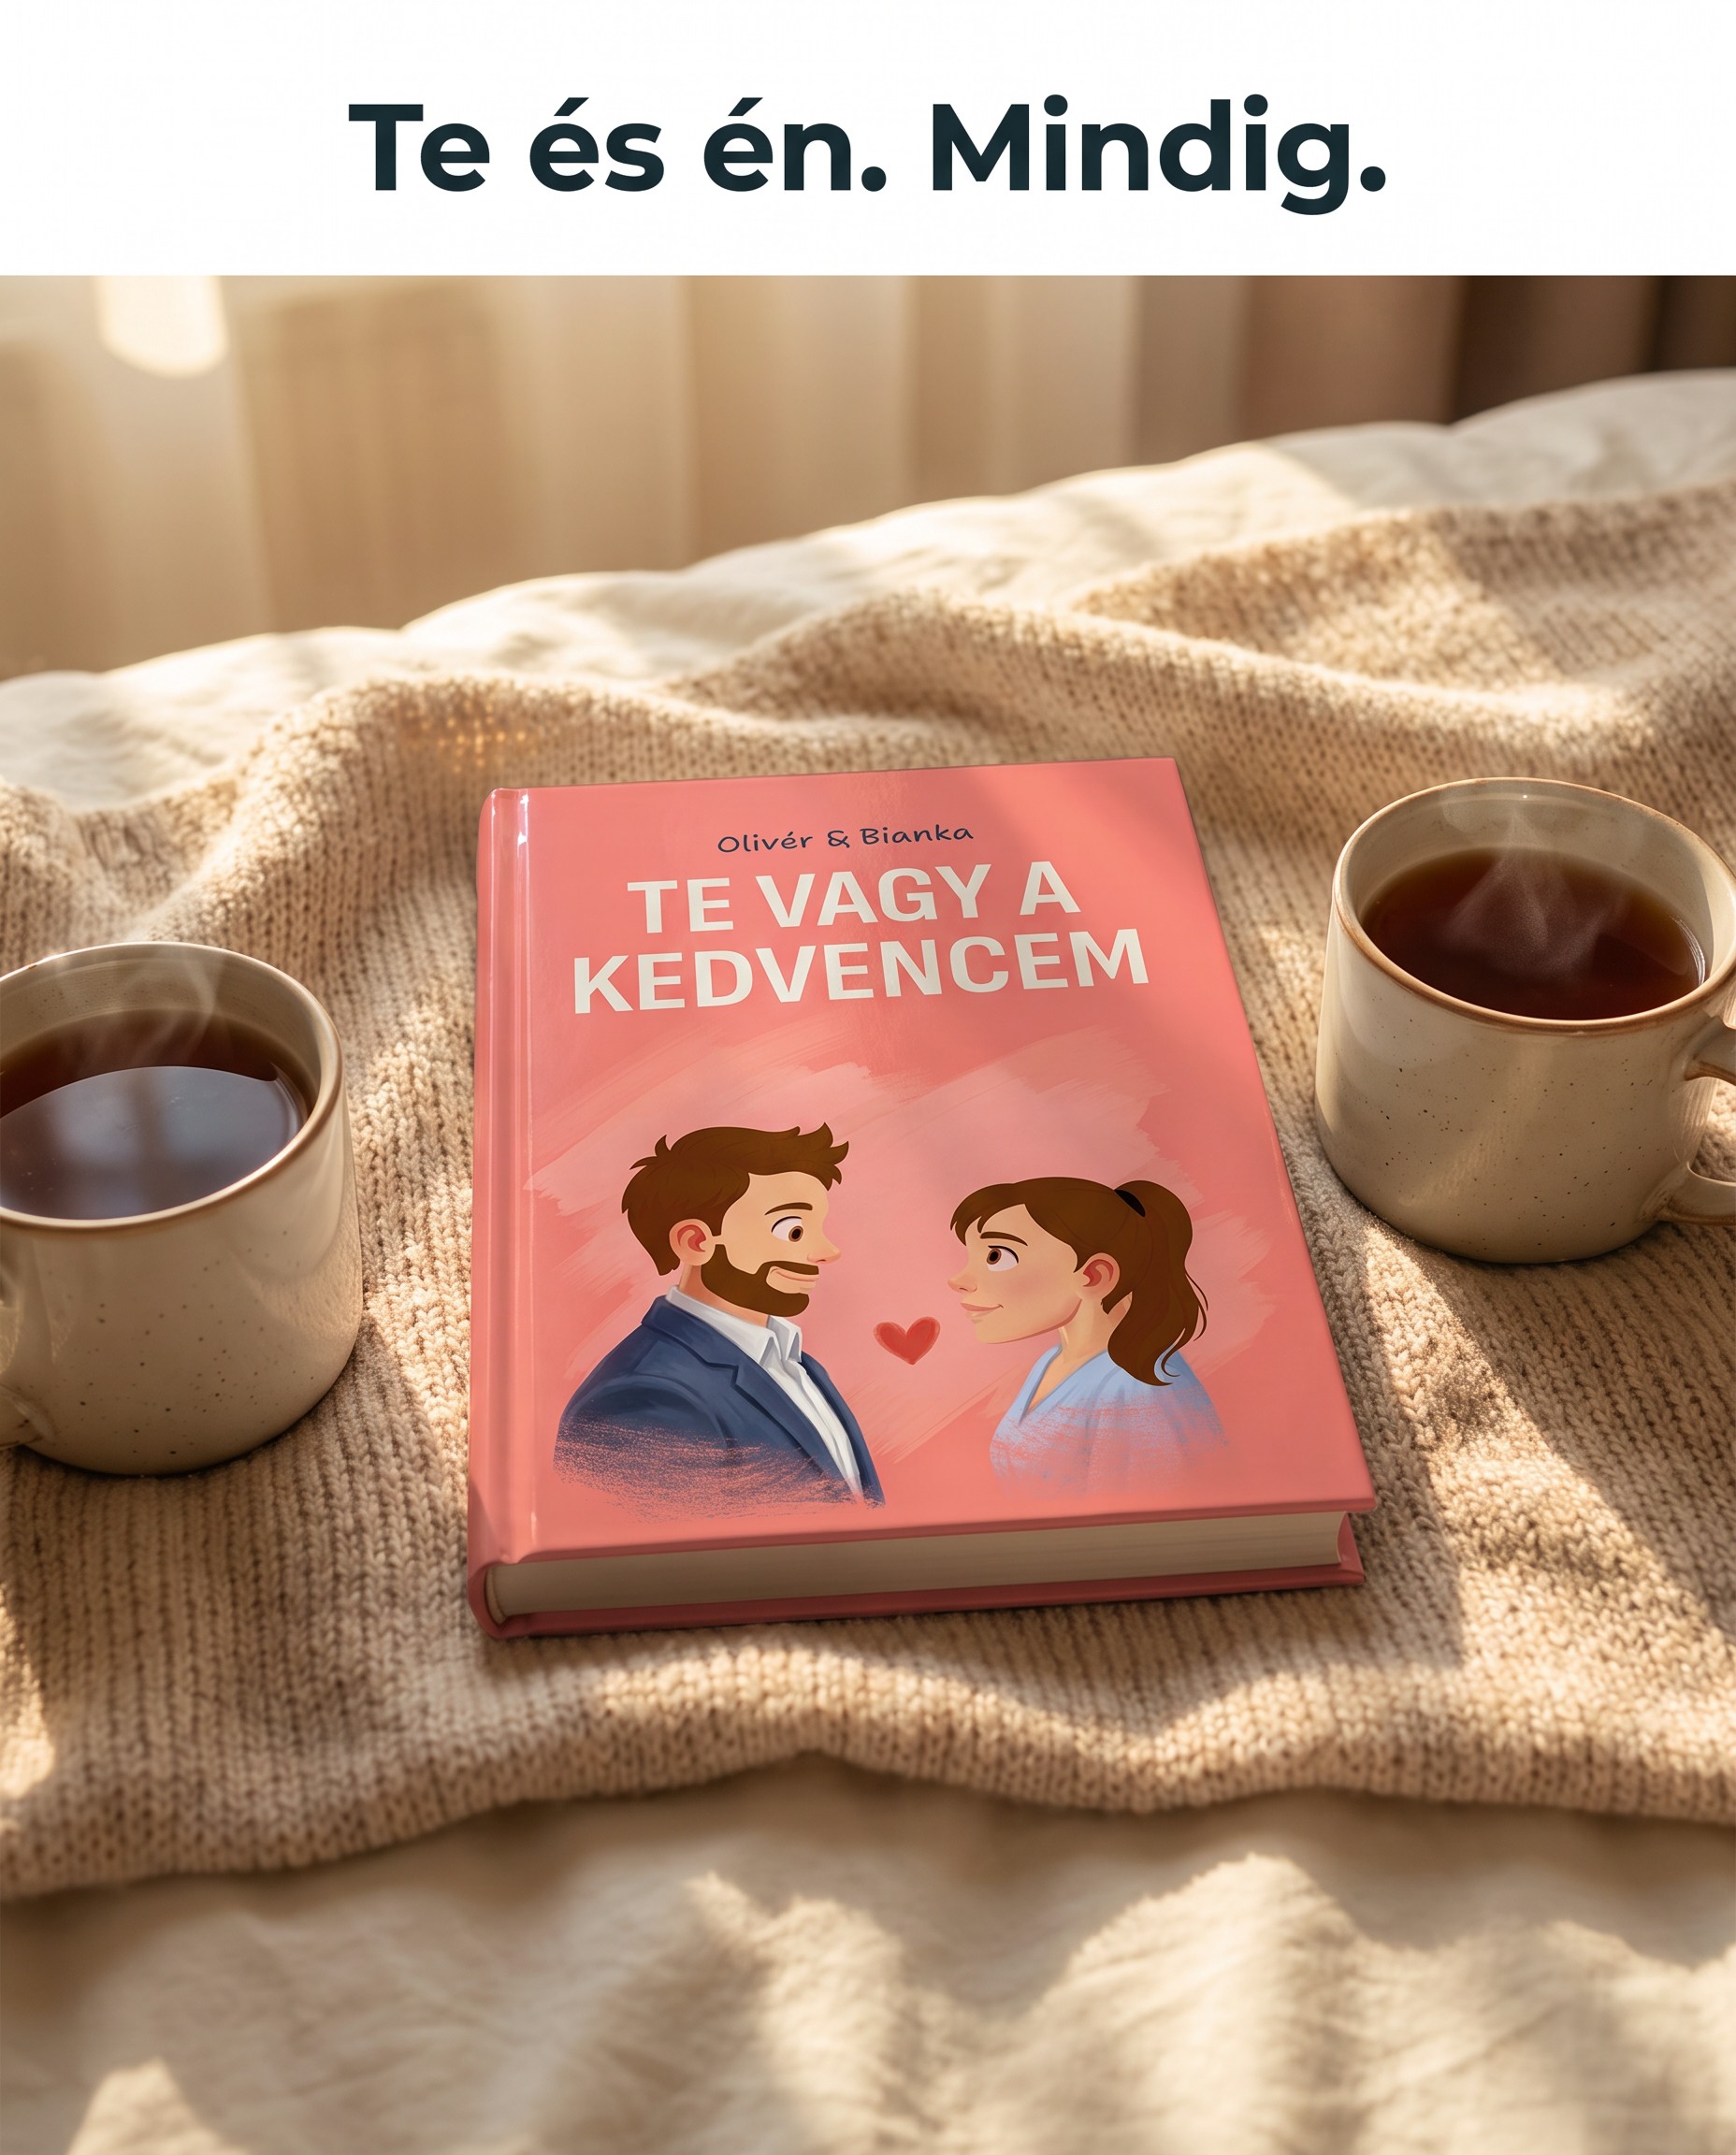 Te és én. Mindig.
Olivér & Bianka
TE VAGY A
KEDVENCEM